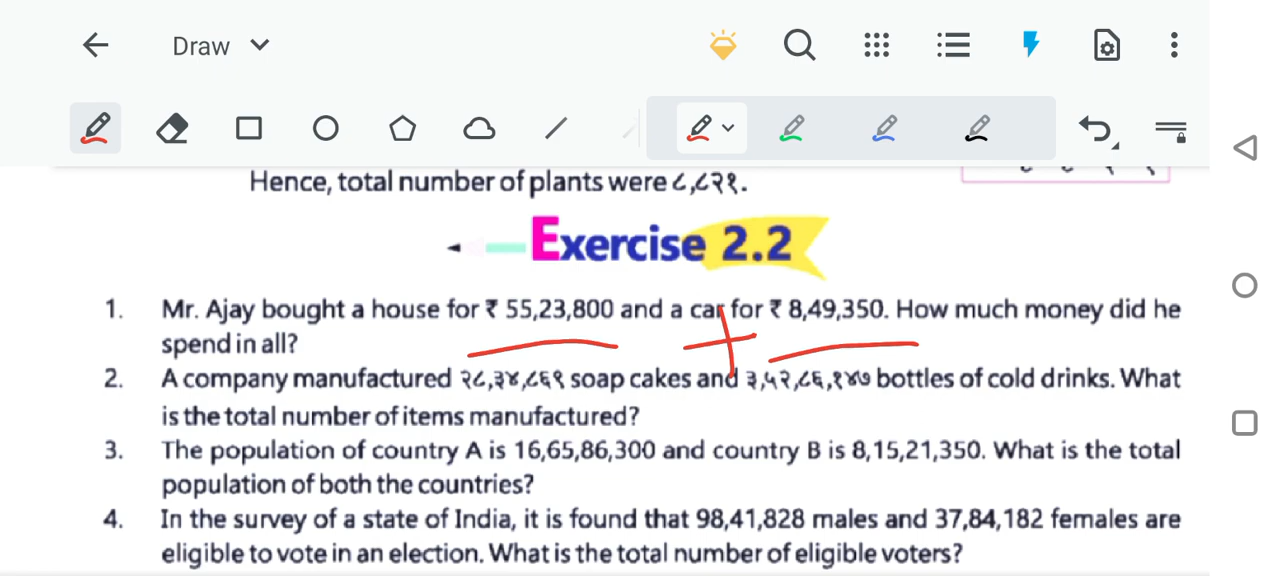 Draw
Hence, total number of plants were ८,८२१.
Exercise 2.2
1. Mr. Ajay bought a house for ₹ 55,23,800 and a car for ₹ 8,49,350. How much money did he
spend in all?
2. A company manufactured २८,३४,८६१ soap cakes and ३,५२,८६,१४७ bottles of cold drinks. What
is the total number of items manufactured?
3. The population of country A is 16,65,86,300 and country B is 8,15,21,350. What is the total
population of both the countries?
4. In the survey of a state of India, it is found that 98,41,828 males and 37,84,182 females are
eligible to vote in an election. What is the total number of eligible voters?